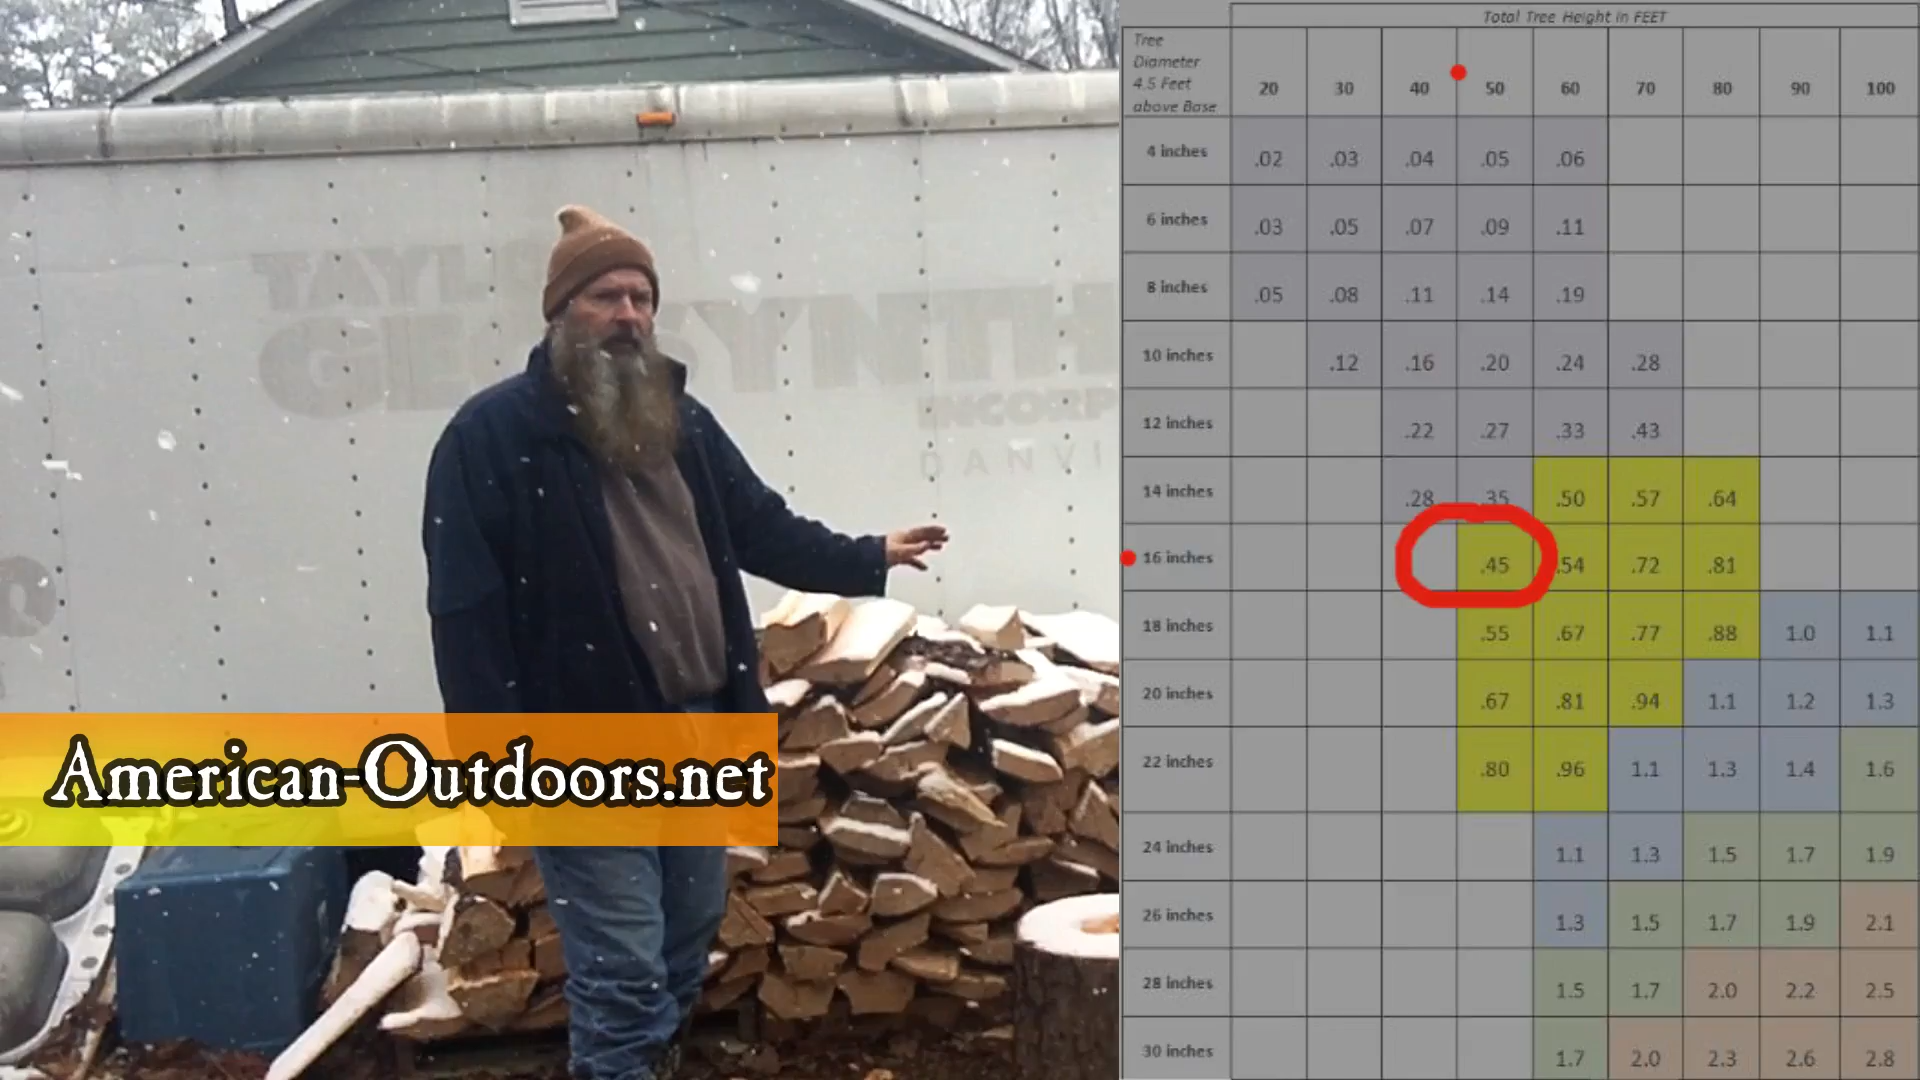 TAYL
GE SYNTH
INCORP
DANVI
American-Outdoors.net
Total Tree Height in FEET
Tree
Diameter
4.5 Feet
above Base
20 30 40 50 60 70 80 90 100
4 inches .02 .03 .04 .05 .06
6 inches .03 .05 .07 .09 .11
8 inches .05 .08 .11 .14 .19
10 inches .12 .16 .20 .24 .28
12 inches .22 .27 .33 .43
14 inches .28 .35 .50 .57 .64
16 inches .45 .54 .72 .81
18 inches .55 .67 .77 .88 1.0 1.1
20 inches .67 .81 .94 1.1 1.2 1.3
22 inches .80 .96 1.1 1.3 1.4 1.6
24 inches 1.1 1.3 1.5 1.7 1.9
26 inches 1.3 1.5 1.7 1.9 2.1
28 inches 1.5 1.7 2.0 2.2 2.5
30 inches 1.7 2.0 2.3 2.6 2.8